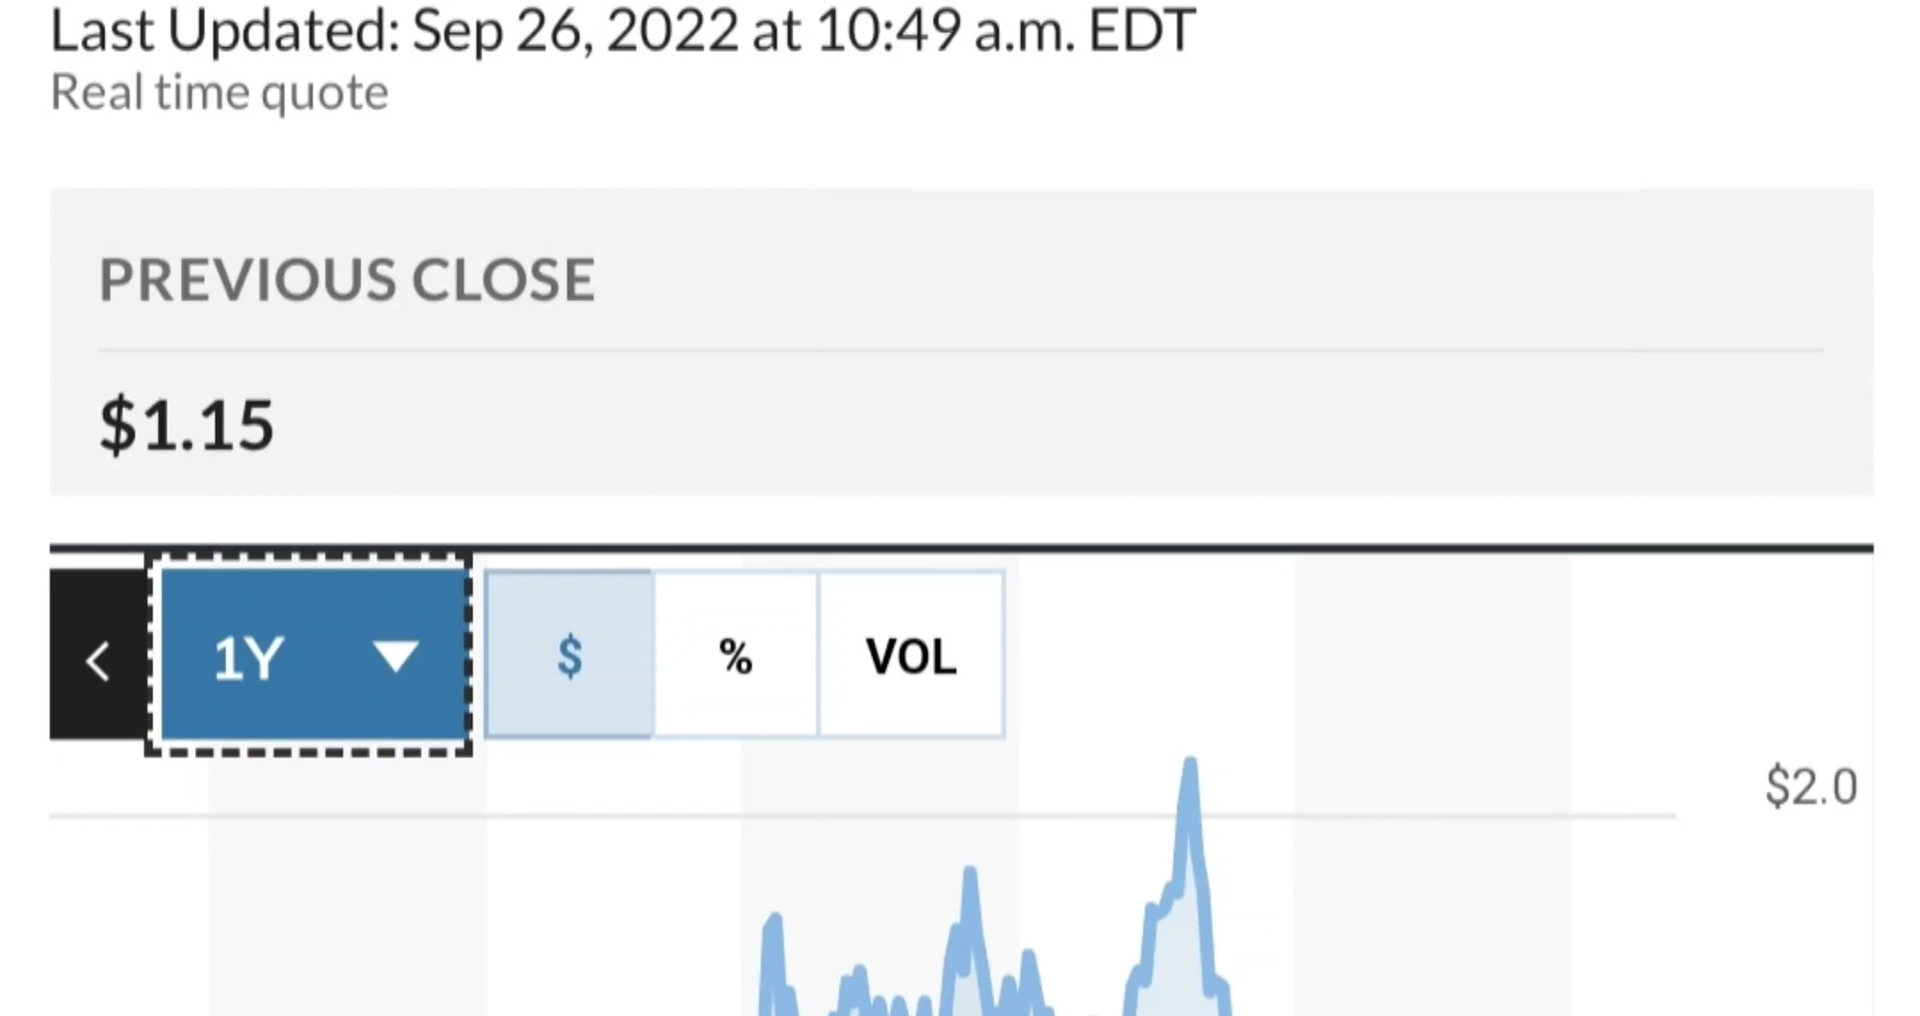 Last Updated: Sep 26, 2022 at 10:49 a.m. EDT
Real time quote
PREVIOUS CLOSE
$1.15
1Y $ % VOL
$2.0